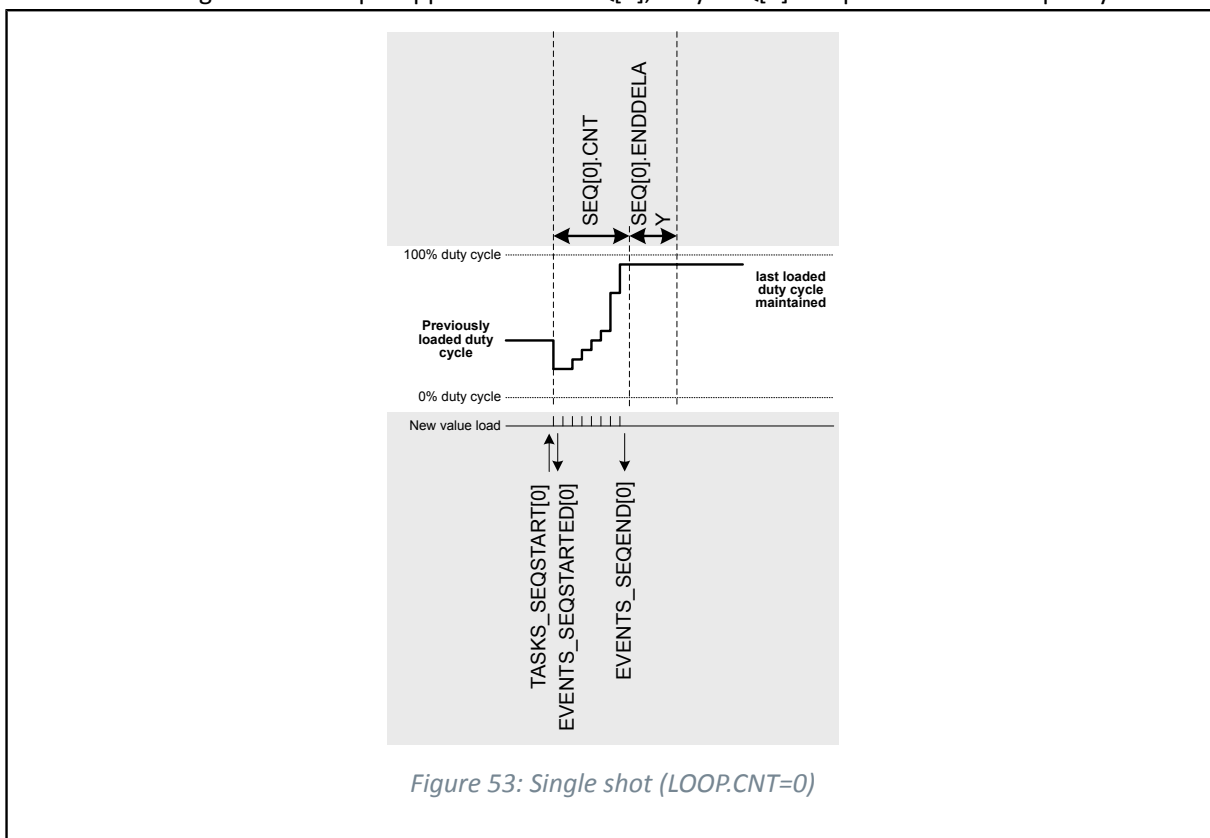 SEQ[0].CNT
SEQ[0].ENDDELA
Y
100% duty cycle
last loaded
duty cycle
maintained
Previously
loaded duty
cycle
0% duty cycle
New value load
TASKS_SEQSTART[0]
EVENTS_SEQSTARTED[0]
EVENTS_SEQEND[0]
Figure 53: Single shot (LOOP.CNT=0)